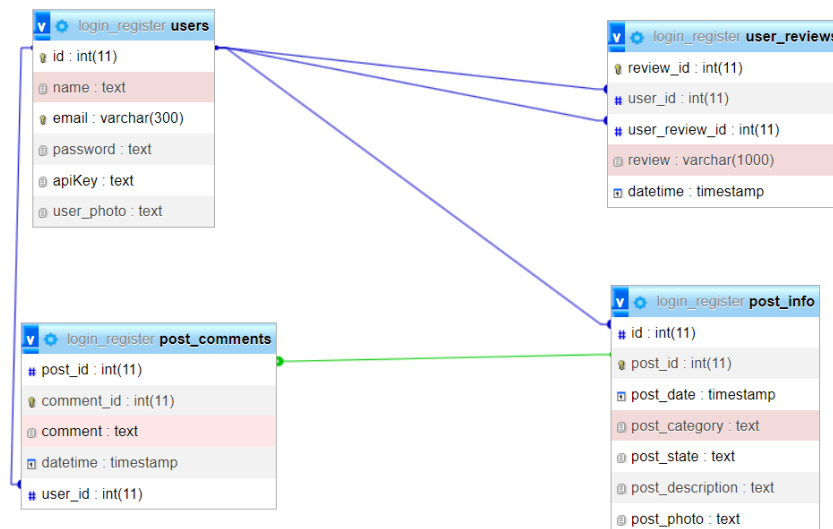 v login_register users
id : int(11)
name : text
email : varchar(300)
password : text
apiKey : text
user_photo : text
v login_register user_reviews
review_id : int(11)
# user_id : int(11)
# user_review_id : int(11)
review : varchar(1000)
datetime : timestamp
v login_register post_comments
# post_id : int(11)
comment_id : int(11)
comment : text
datetime : timestamp
# user_id : int(11)
v login_register post_info
# id : int(11)
post_id : int(11)
post_date : timestamp
post_category : text
post_state : text
post_description : text
post_photo : text